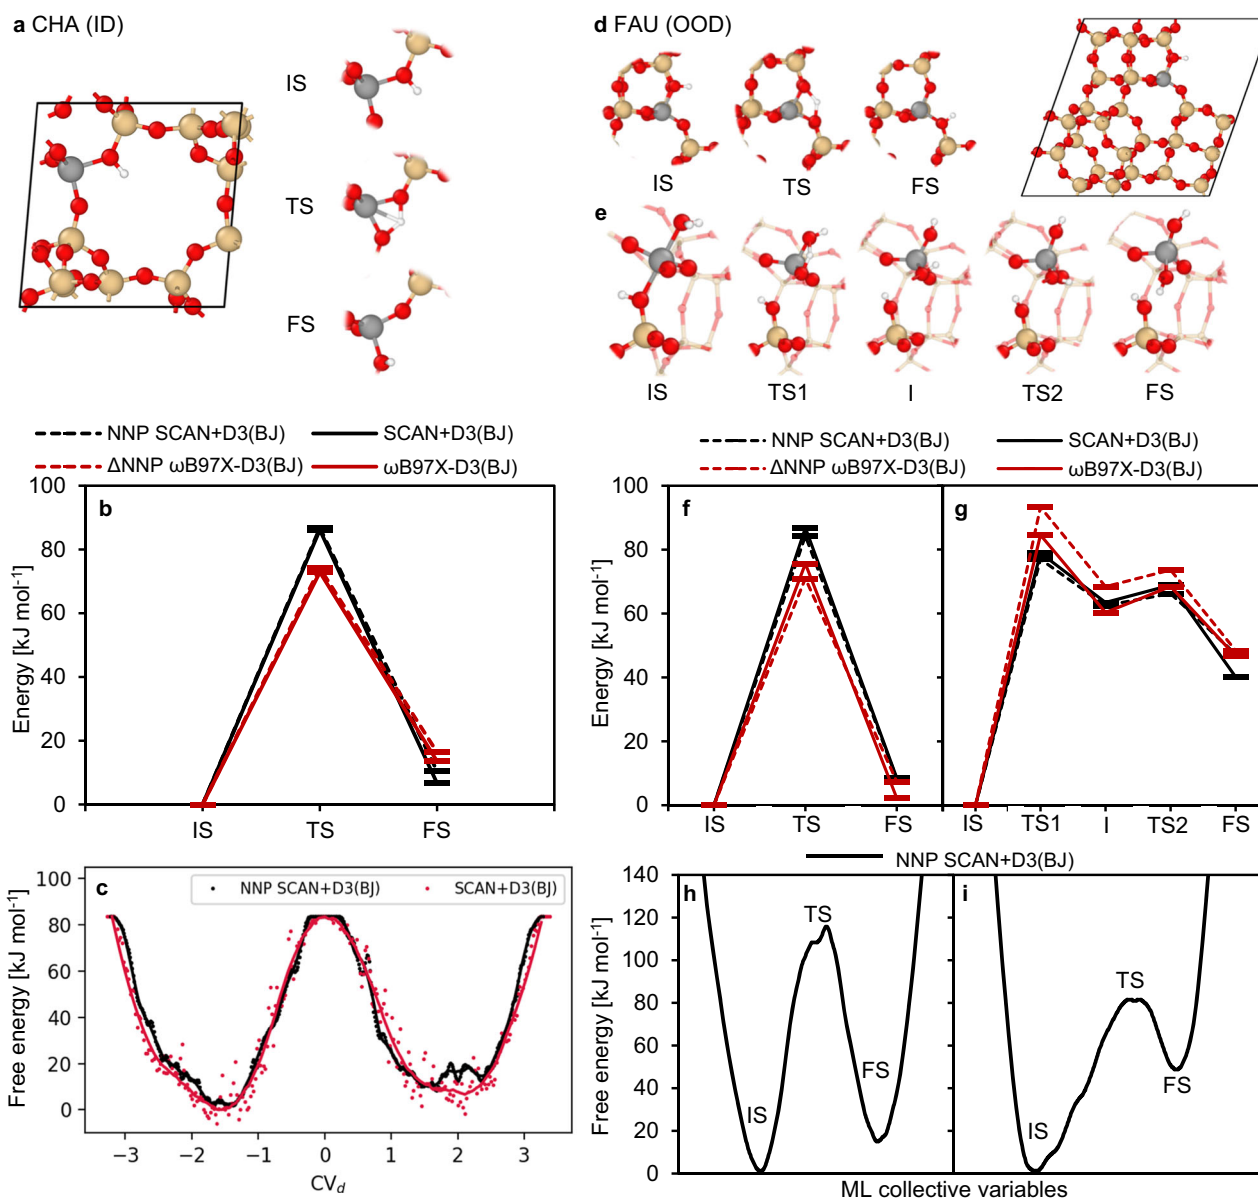 a CHA (ID)
IS
TS
FS
d FAU (OOD)
IS TS FS
e
IS TS1 I TS2 FS
NNP SCAN+D3(BJ) SCAN+D3(BJ)
ΔNNP ωB97X-D3(BJ) ωB97X-D3(BJ)
b
Energy [kJ mol⁻¹]
100
80
60
40
20
0
IS TS FS
NNP SCAN+D3(BJ) SCAN+D3(BJ)
ΔNNP ωB97X-D3(BJ) ωB97X-D3(BJ)
f g
Energy [kJ mol⁻¹]
100
80
60
40
20
0
IS TS FS IS TS1 I TS2 FS
c
NNP SCAN+D3(BJ) SCAN+D3(BJ)
Free energy [kJ mol⁻¹]
100
80
60
40
20
0
−3 −2 −1 0 1 2 3
CV_d
NNP SCAN+D3(BJ)
h i
Free energy [kJ mol⁻¹]
140
120
100
80
60
40
20
0
IS TS FS
IS TS FS
ML collective variables